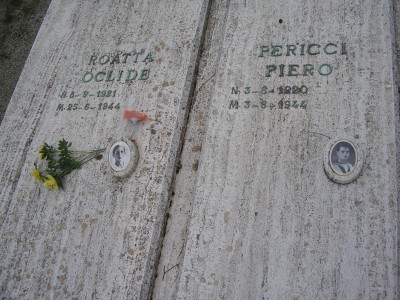 ROATTA
OCLIDE
N. 8-9-1921
M. 25-6-1944
PERICCI
PIERO
N. 3-8-1920
M. 3-8-1944